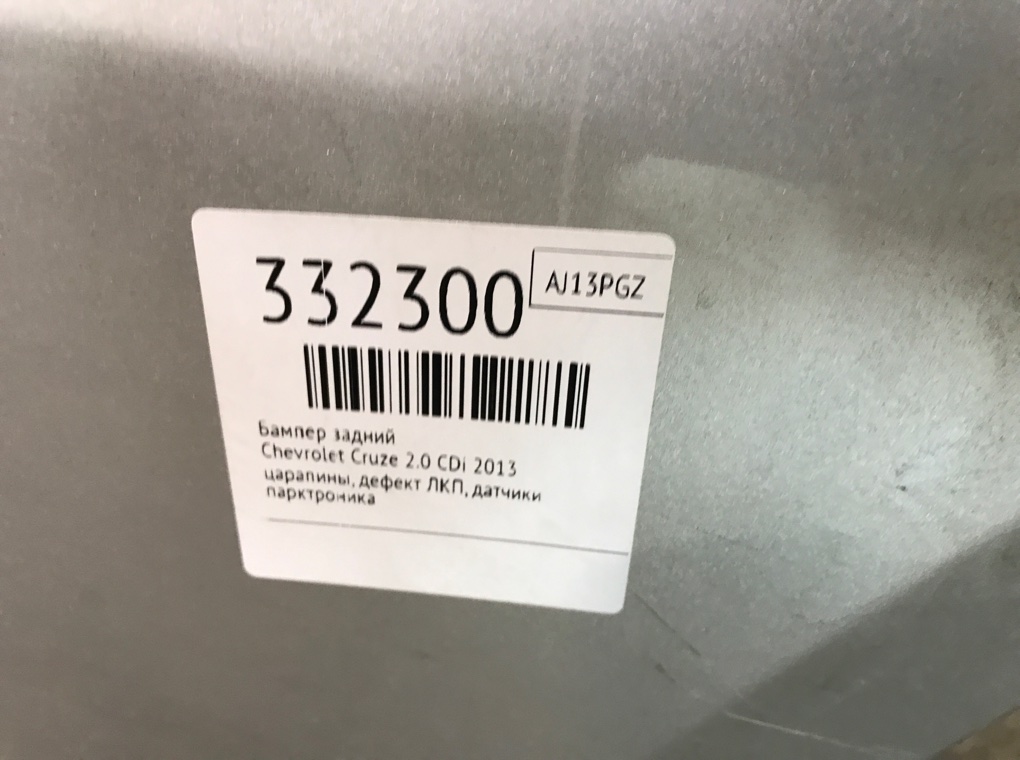 332300
AJ13PGZ
Бампер задний
Chevrolet Cruze 2.0 CDi 2013
царапины, дефект ЛКП, датчики
парктроника